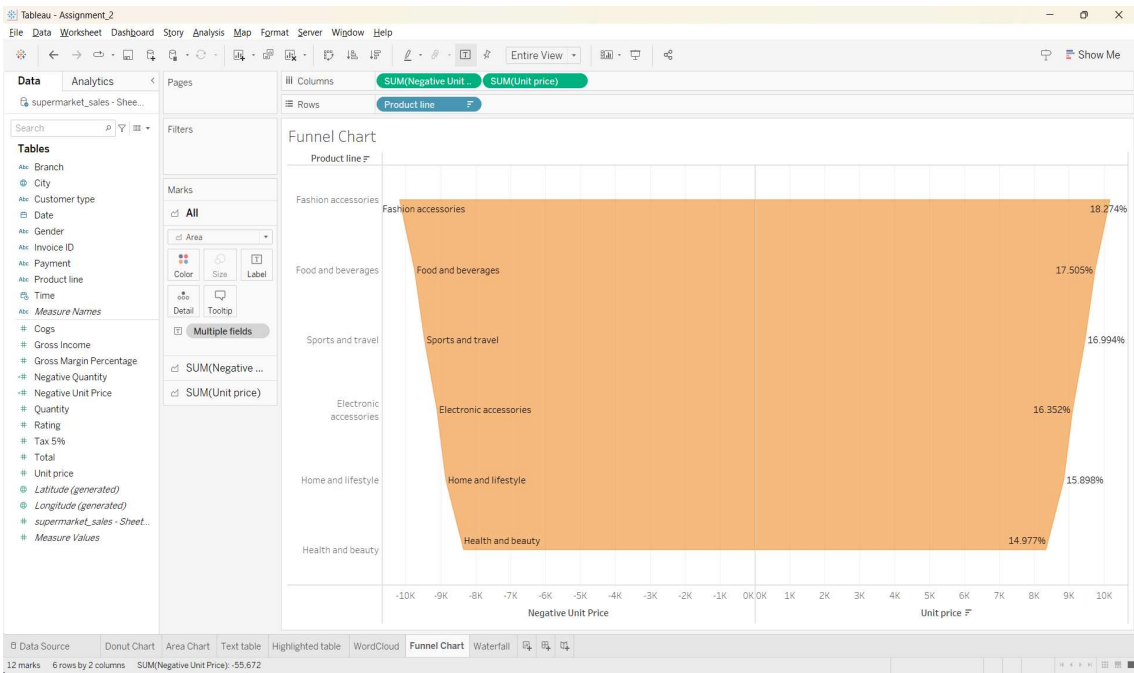 Tableau - Assignment_2
File Data Worksheet Dashboard Story Analysis Map Format Server Window Help
Entire View
Show Me
Data Analytics
supermarket_sales - Shee...
Search
Tables
Abc Branch
City
Abc Customer type
Date
Abc Gender
Abc Invoice ID
Abc Payment
Abc Product line
Time
Abc Measure Names
# Cogs
# Gross Income
# Gross Margin Percentage
# Negative Quantity
# Negative Unit Price
# Quantity
# Rating
# Tax 5%
# Total
# Unit price
Latitude (generated)
Longitude (generated)
# supermarket_sales - Sheet...
# Measure Values
Pages
Filters
Marks
All
Area
Color Size Label
Detail Tooltip
Multiple fields
SUM(Negative ...
SUM(Unit price)
Columns SUM(Negative Unit .. SUM(Unit price)
Rows Product line
Funnel Chart
Product line
Fashion accessories
Fashion accessories 18.274%
Food and beverages Food and beverages 17.505%
Sports and travel Sports and travel 16.994%
Electronic
accessories
Electronic accessories 16.352%
Home and lifestyle Home and lifestyle 15.898%
Health and beauty
Health and beauty 14.977%
-10K -9K -8K -7K -6K -5K -4K -3K -2K -1K 0K 0K 1K 2K 3K 4K 5K 6K 7K 8K 9K 10K
Negative Unit Price Unit price
Data Source Donut Chart Area Chart Text table Highlighted table WordCloud Funnel Chart Waterfall
12 marks 6 rows by 2 columns SUM(Negative Unit Price): -55.672